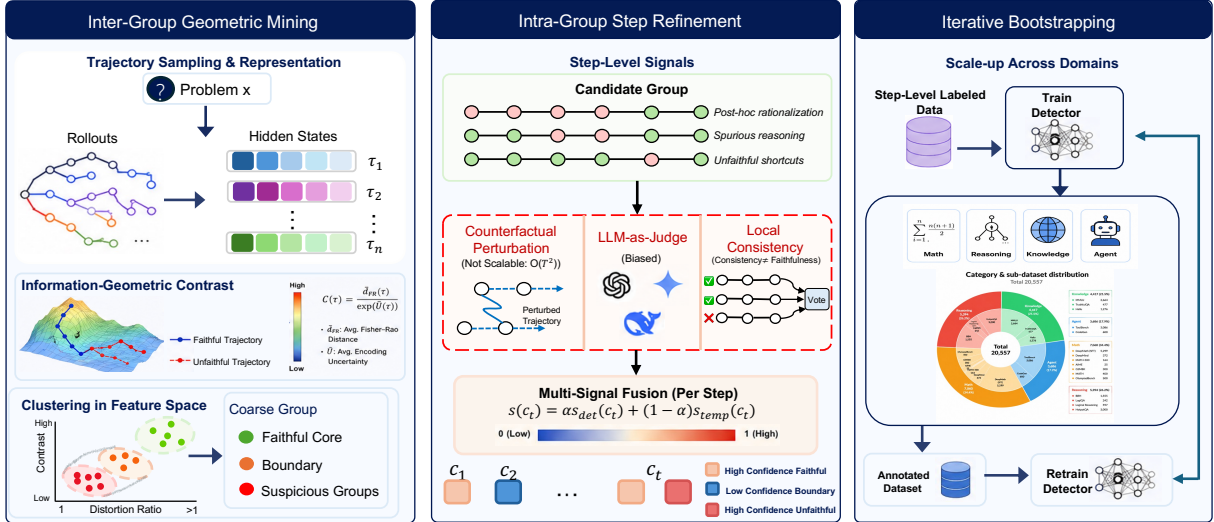 Inter-Group Geometric Mining
Trajectory Sampling & Representation
? Problem x
Rollouts
Hidden States
τ₁
τ₂
⋮ ⋮
τₙ
...
Information-Geometric Contrast
Faithful Trajectory
Unfaithful Trajectory
High
Low
C(τ) = d̄_FR(τ) / exp(Ū(τ))
• d̄_FR: Avg. Fisher-Rao
Distance
• Ū: Avg. Encoding
Uncertainty
Clustering in Feature Space
High
Contrast
Low
1
Distortion Ratio
>1
Coarse Group
Faithful Core
Boundary
Suspicious Groups
Intra-Group Step Refinement
Step-Level Signals
Candidate Group
Post-hoc rationalization
Spurious reasoning
Unfaithful shortcuts
Counterfactual
Perturbation
(Not Scalable: O(T²))
Perturbed
Trajectory
LLM-as-Judge
(Biased)
Local
Consistency
(Consistency≠ Faithfulness)
Vote
Multi-Signal Fusion (Per Step)
s(cₜ) = αs_det(cₜ) + (1 − α)s_temp(cₜ)
0 (Low)
1 (High)
c₁
c₂
...
cₜ
High Confidence Faithful
Low Confidence Boundary
High Confidence Unfaithful
Iterative Bootstrapping
Scale-up Across Domains
Step-Level Labeled
Data
Train
Detector
Math
Reasoning
Knowledge
Agent
Category & sub-dataset distribution
Total 20,557
Total
20,557
Annotated
Dataset
Retrain
Detector